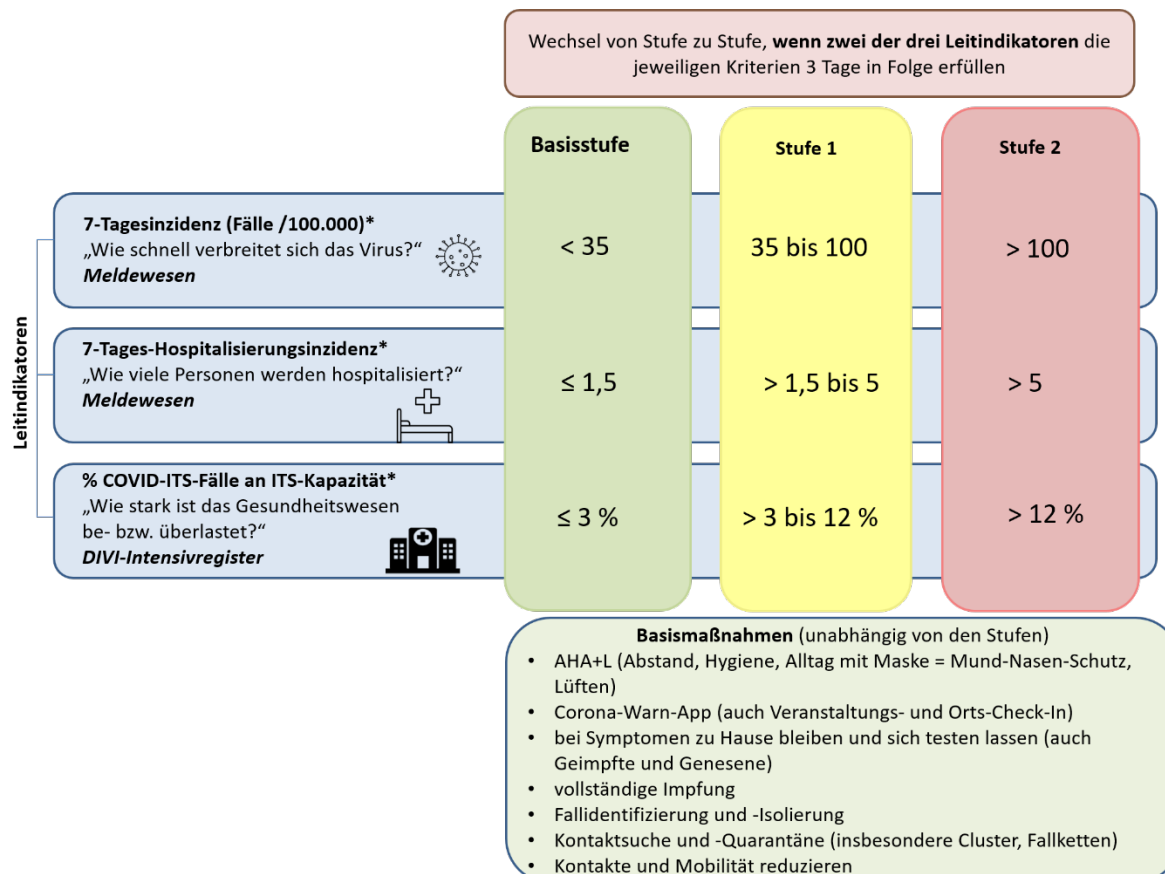 Wechsel von Stufe zu Stufe, wenn zwei der drei Leitindikatoren die
jeweiligen Kriterien 3 Tage in Folge erfüllen
Basisstufe
Stufe 1
Stufe 2
Leitindikatoren
7-Tagesinzidenz (Fälle /100.000)*
„Wie schnell verbreitet sich das Virus?“
Meldewesen
< 35
35 bis 100
> 100
7-Tages-Hospitalisierungsinzidenz*
„Wie viele Personen werden hospitalisiert?“
Meldewesen
≤ 1,5
> 1,5 bis 5
> 5
% COVID-ITS-Fälle an ITS-Kapazität*
„Wie stark ist das Gesundheitswesen
be- bzw. überlastet?“
DIVI-Intensivregister
≤ 3 %
> 3 bis 12 %
> 12 %
Basismaßnahmen (unabhängig von den Stufen)
• AHA+L (Abstand, Hygiene, Alltag mit Maske = Mund-Nasen-Schutz,
Lüften)
• Corona-Warn-App (auch Veranstaltungs- und Orts-Check-In)
• bei Symptomen zu Hause bleiben und sich testen lassen (auch
Geimpfte und Genesene)
• vollständige Impfung
• Fallidentifizierung und -Isolierung
• Kontaktsuche und -Quarantäne (insbesondere Cluster, Fallketten)
• Kontakte und Mobilität reduzieren